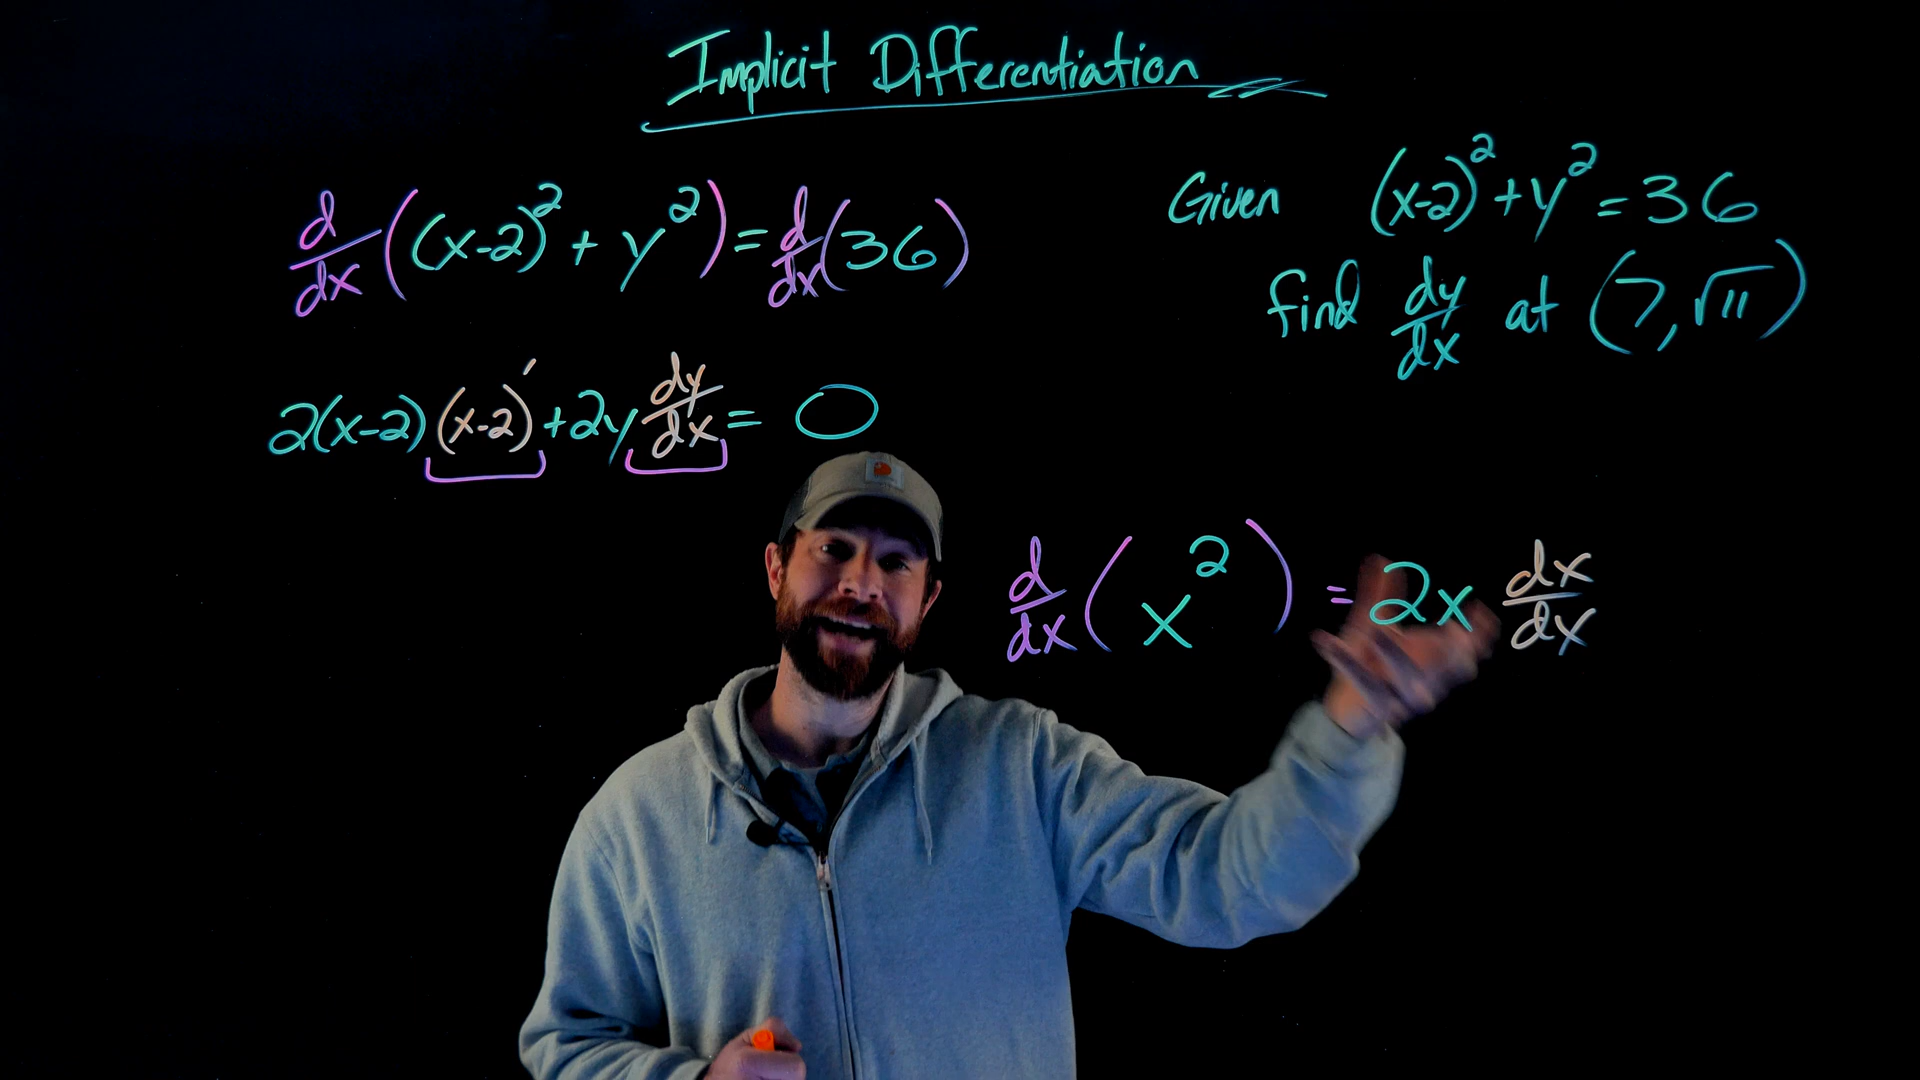 Implicit Differentiation
d/dx((x-2)²+y²)=d/dx(36)
2(x-2)(x-2)'+2y dy/dx=0
Given (x-2)²+y²=36
find dy/dx at (7,√11)
d/dx(x²)=2x dx/dx